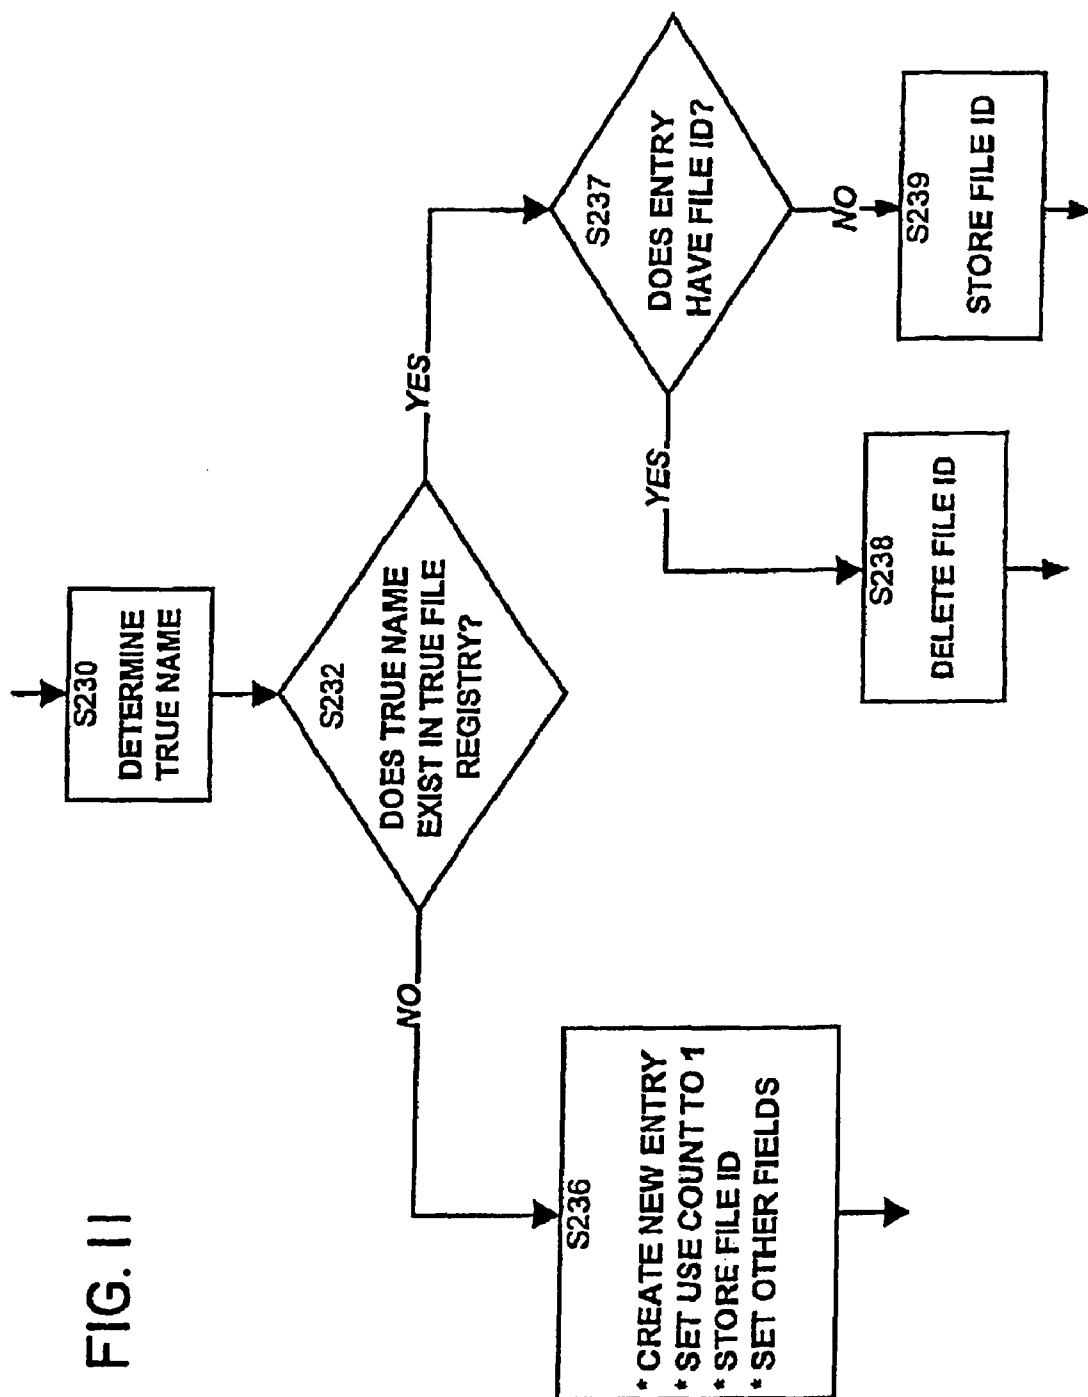 FIG. 11
S230
DETERMINE
TRUE NAME
S232
DOES TRUE NAME
EXIST IN TRUE FILE
REGISTRY?
NO
YES
S236
* CREATE NEW ENTRY
* SET USE COUNT TO 1
* STORE FILE ID
* SET OTHER FIELDS
S237
DOES ENTRY
HAVE FILE ID?
YES
NO
S238
DELETE FILE ID
S239
STORE FILE ID